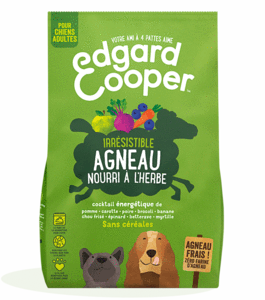 POUR
CHIENS
ADULTES
VOTRE AMI À 4 PATTES AIME
edgard
Cooper
IRRÉSISTIBLE
AGNEAU
NOURRI À L'HERBE
cocktail énergétique de
pomme · carotte · poire · brocoli · banane
chou frisé · épinard · betterave · myrtille
Sans céréales
AGNEAU
FRAIS !
ZÉRO FARINE
D'AGNEAU